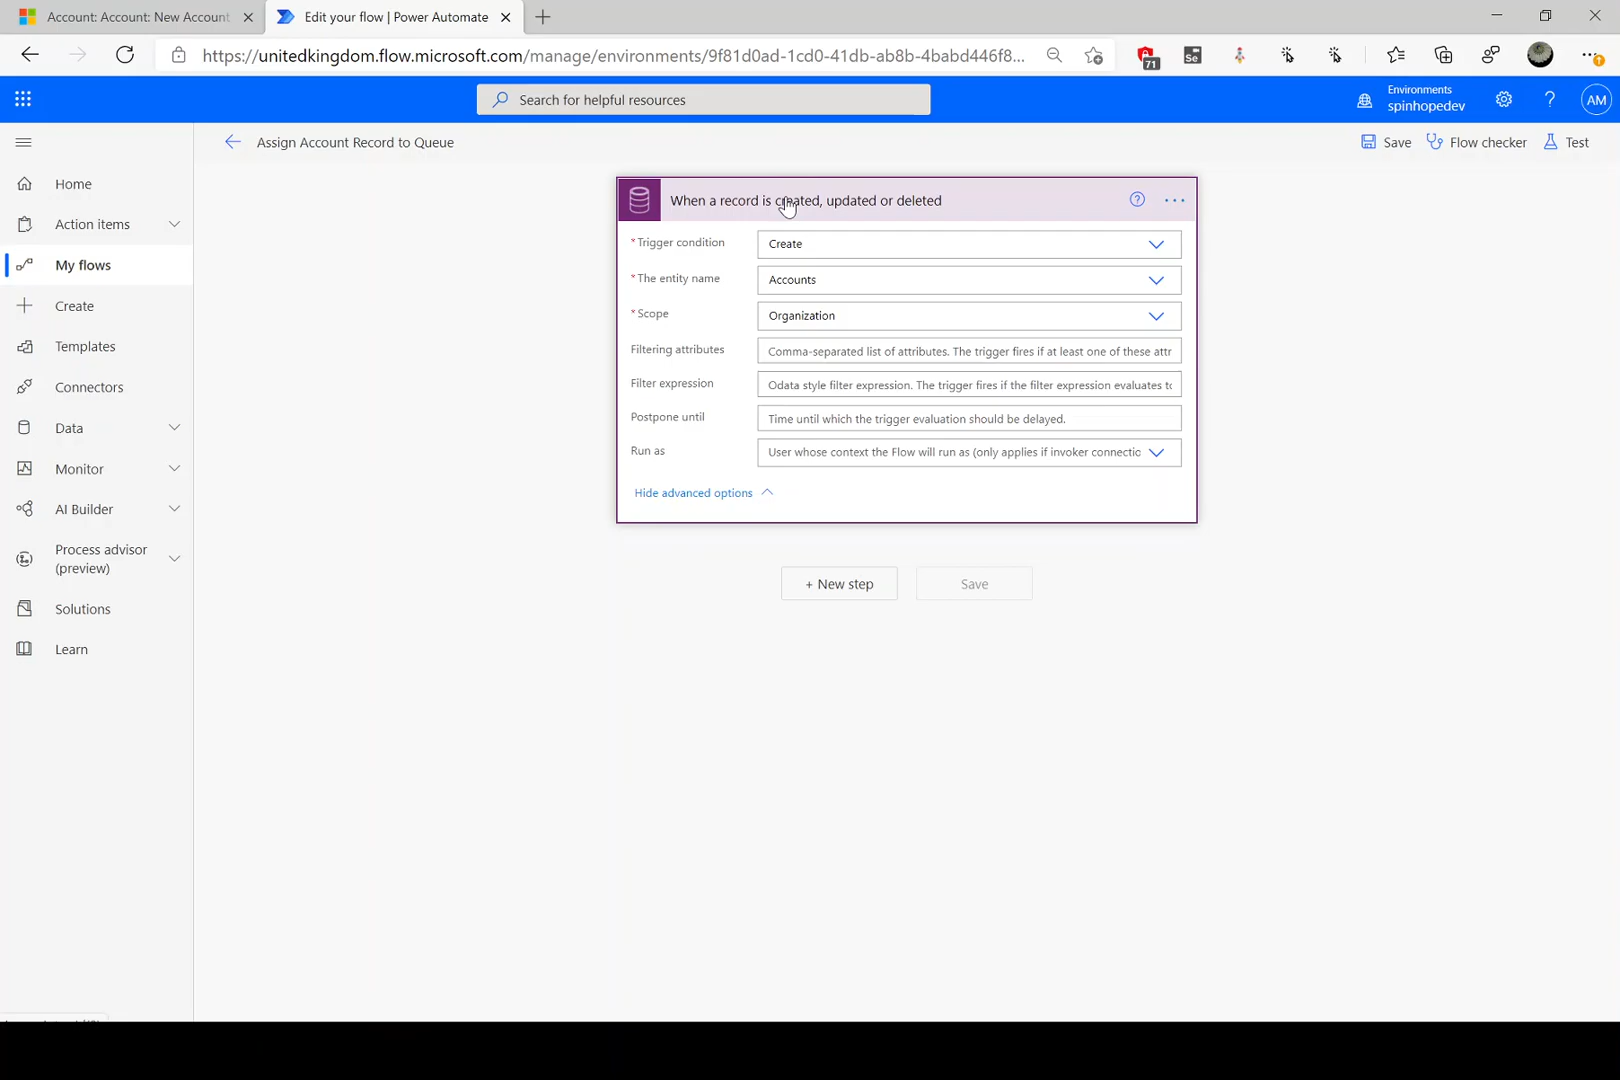 Account: Account: New Account
Edit your flow | Power Automate
https://unitedkingdom.flow.microsoft.com/manage/environments/9f81d0ad-1cd0-41db-ab8b-4babd446f8...
71
Se
Search for helpful resources
Environments
spinhopedev
?
AM
Assign Account Record to Queue
Save
Flow checker
Test
Home
Action items
My flows
Create
Templates
Connectors
Data
Monitor
AI Builder
Process advisor
(preview)
Solutions
Learn
When a record is created, updated or deleted
?
* Trigger condition
Create
* The entity name
Accounts
* Scope
Organization
Filtering attributes
Comma-separated list of attributes. The trigger fires if at least one of these attr
Filter expression
Odata style filter expression. The trigger fires if the filter expression evaluates to
Postpone until
Time until which the trigger evaluation should be delayed.
Run as
User whose context the Flow will run as (only applies if invoker connectio
Hide advanced options
+ New step
Save